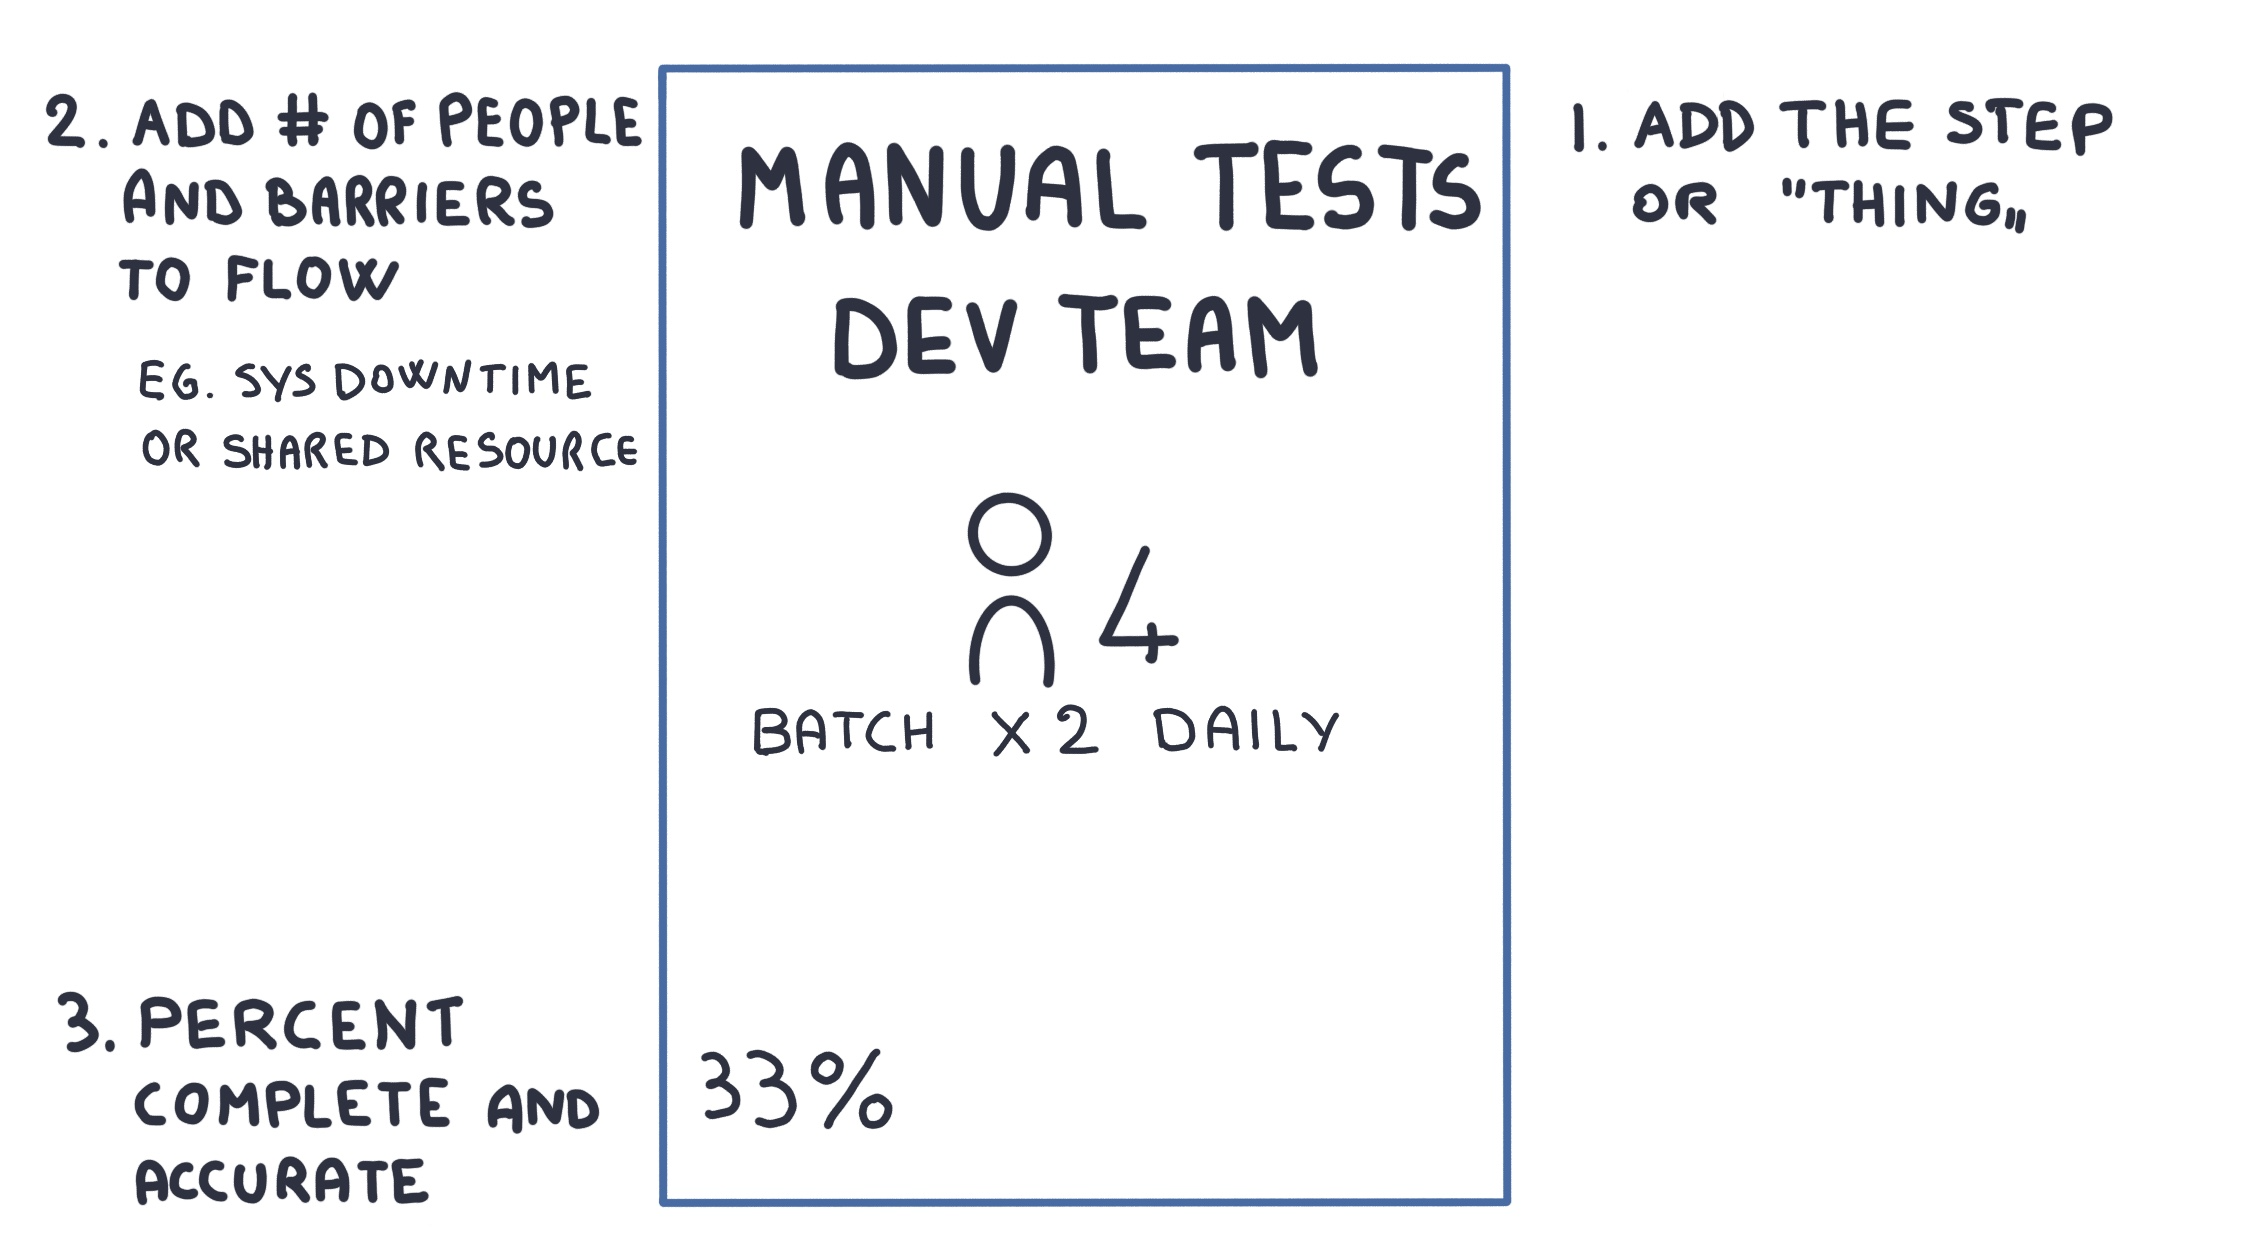 2. ADD # OF PEOPLE
AND BARRIERS
TO FLOW
EG. SYS DOWNTIME
OR SHARED RESOURCE
3. PERCENT
COMPLETE AND
ACCURATE
MANUAL TESTS
DEV TEAM
4
BATCH X2 DAILY
33%
1. ADD THE STEP
OR "THING„